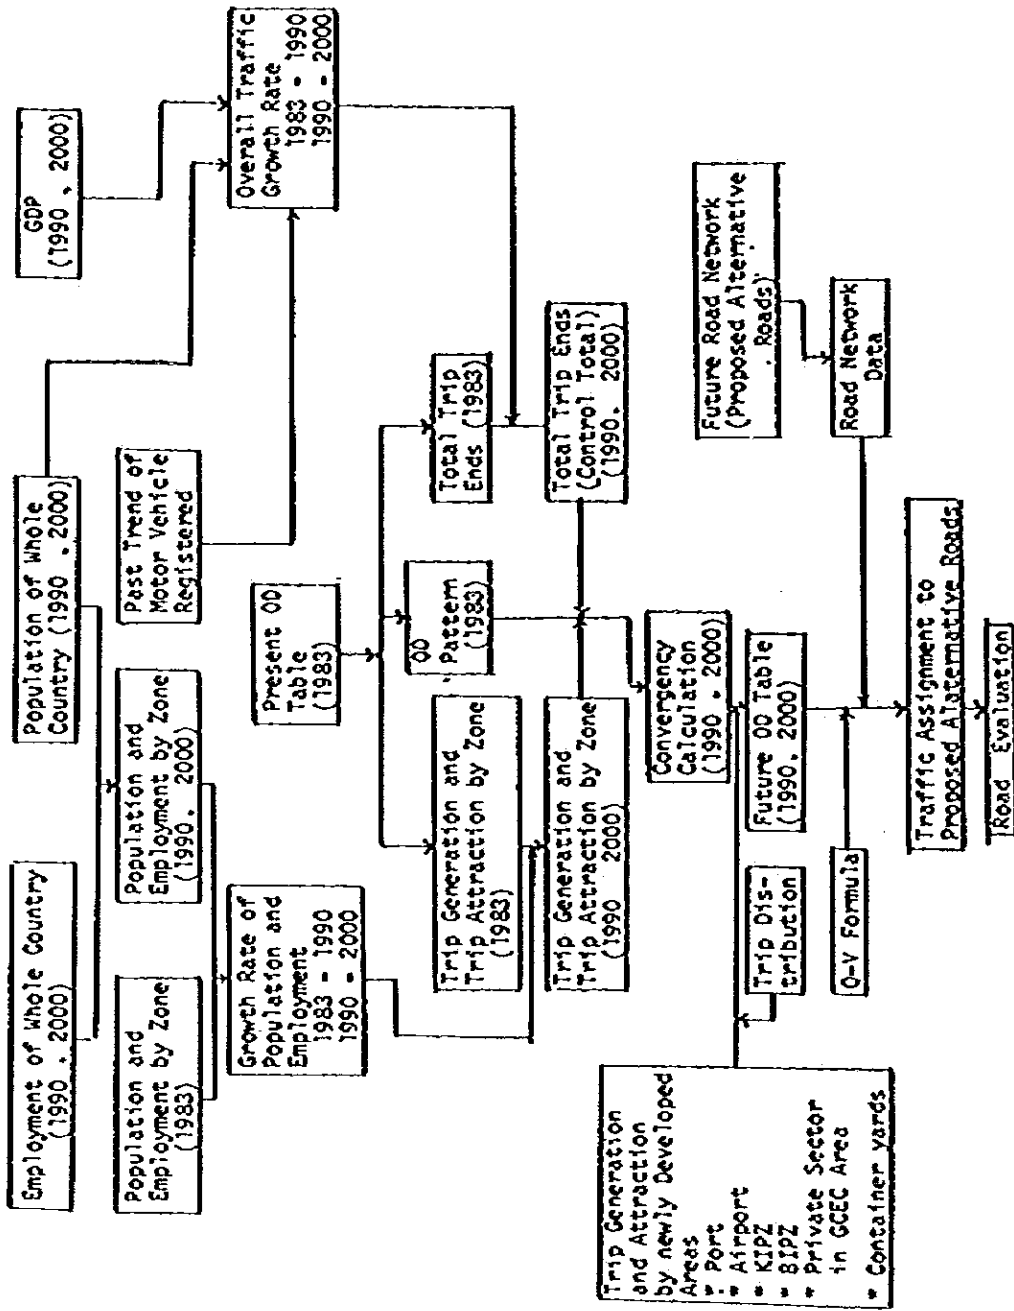 Employment of Whole Country
(1990 , 2000)
Population of Whole
Country (1990 , 2000)
GDP
(1990 , 2000)
Population and
Employment by Zone
(1983)
Population and
Employment by Zone
(1990, 2000)
Past Trend of
Motor Vehicle
Registered
Overall Traffic
Growth Rate
1983 - 1990
1990 - 2000
Growth Rate of
Population and
Employment
1983 - 1990
1990 - 2000
Present OD
Table
(1983)
Trip Generation and
Trip Attraction by Zone
(1983)
OD
Pattern
(1983)
Total Trip
Ends (1983)
Trip Generation and
Trip Attraction by Zone
(1990 2000)
Total Trip Ends
(Control Total)
(1990, 2000)
Convergency
Calculation
(1990 , 2000)
Future Road Network
(Proposed Alternative
Roads)
Trip Generation
and Attraction
by newly Developed
Areas
* Port
* Airport
* KIPZ
* BIPZ
* Private Sector
in GCEC Area
* Container yards
Trip Dis-
tribution
Future OD Table
(1990, 2000)
Road Network
Data
Q-V Formula
Traffic Assignment to
Proposed Alaternative Roads
Road Evaluation